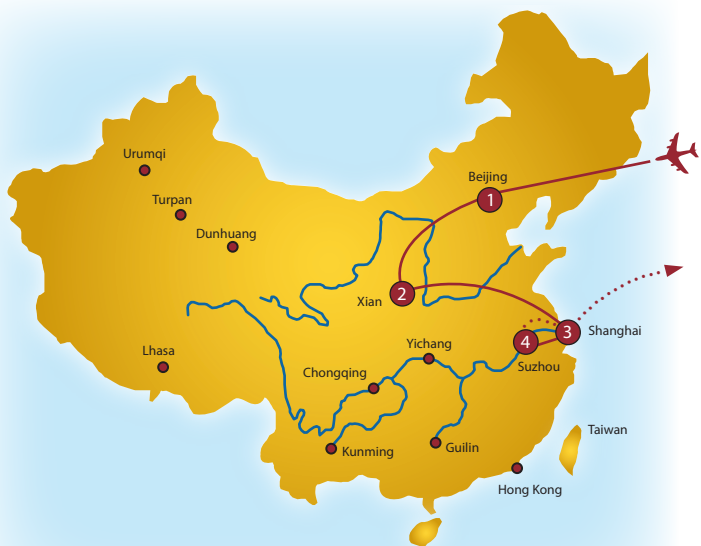 Urumqi
Beijing
1
Turpan
Dunhuang
2
Xian
3
Shanghai
4
Suzhou
Yichang
Lhasa
Chongqing
Taiwan
Kunming
Guilin
Hong Kong